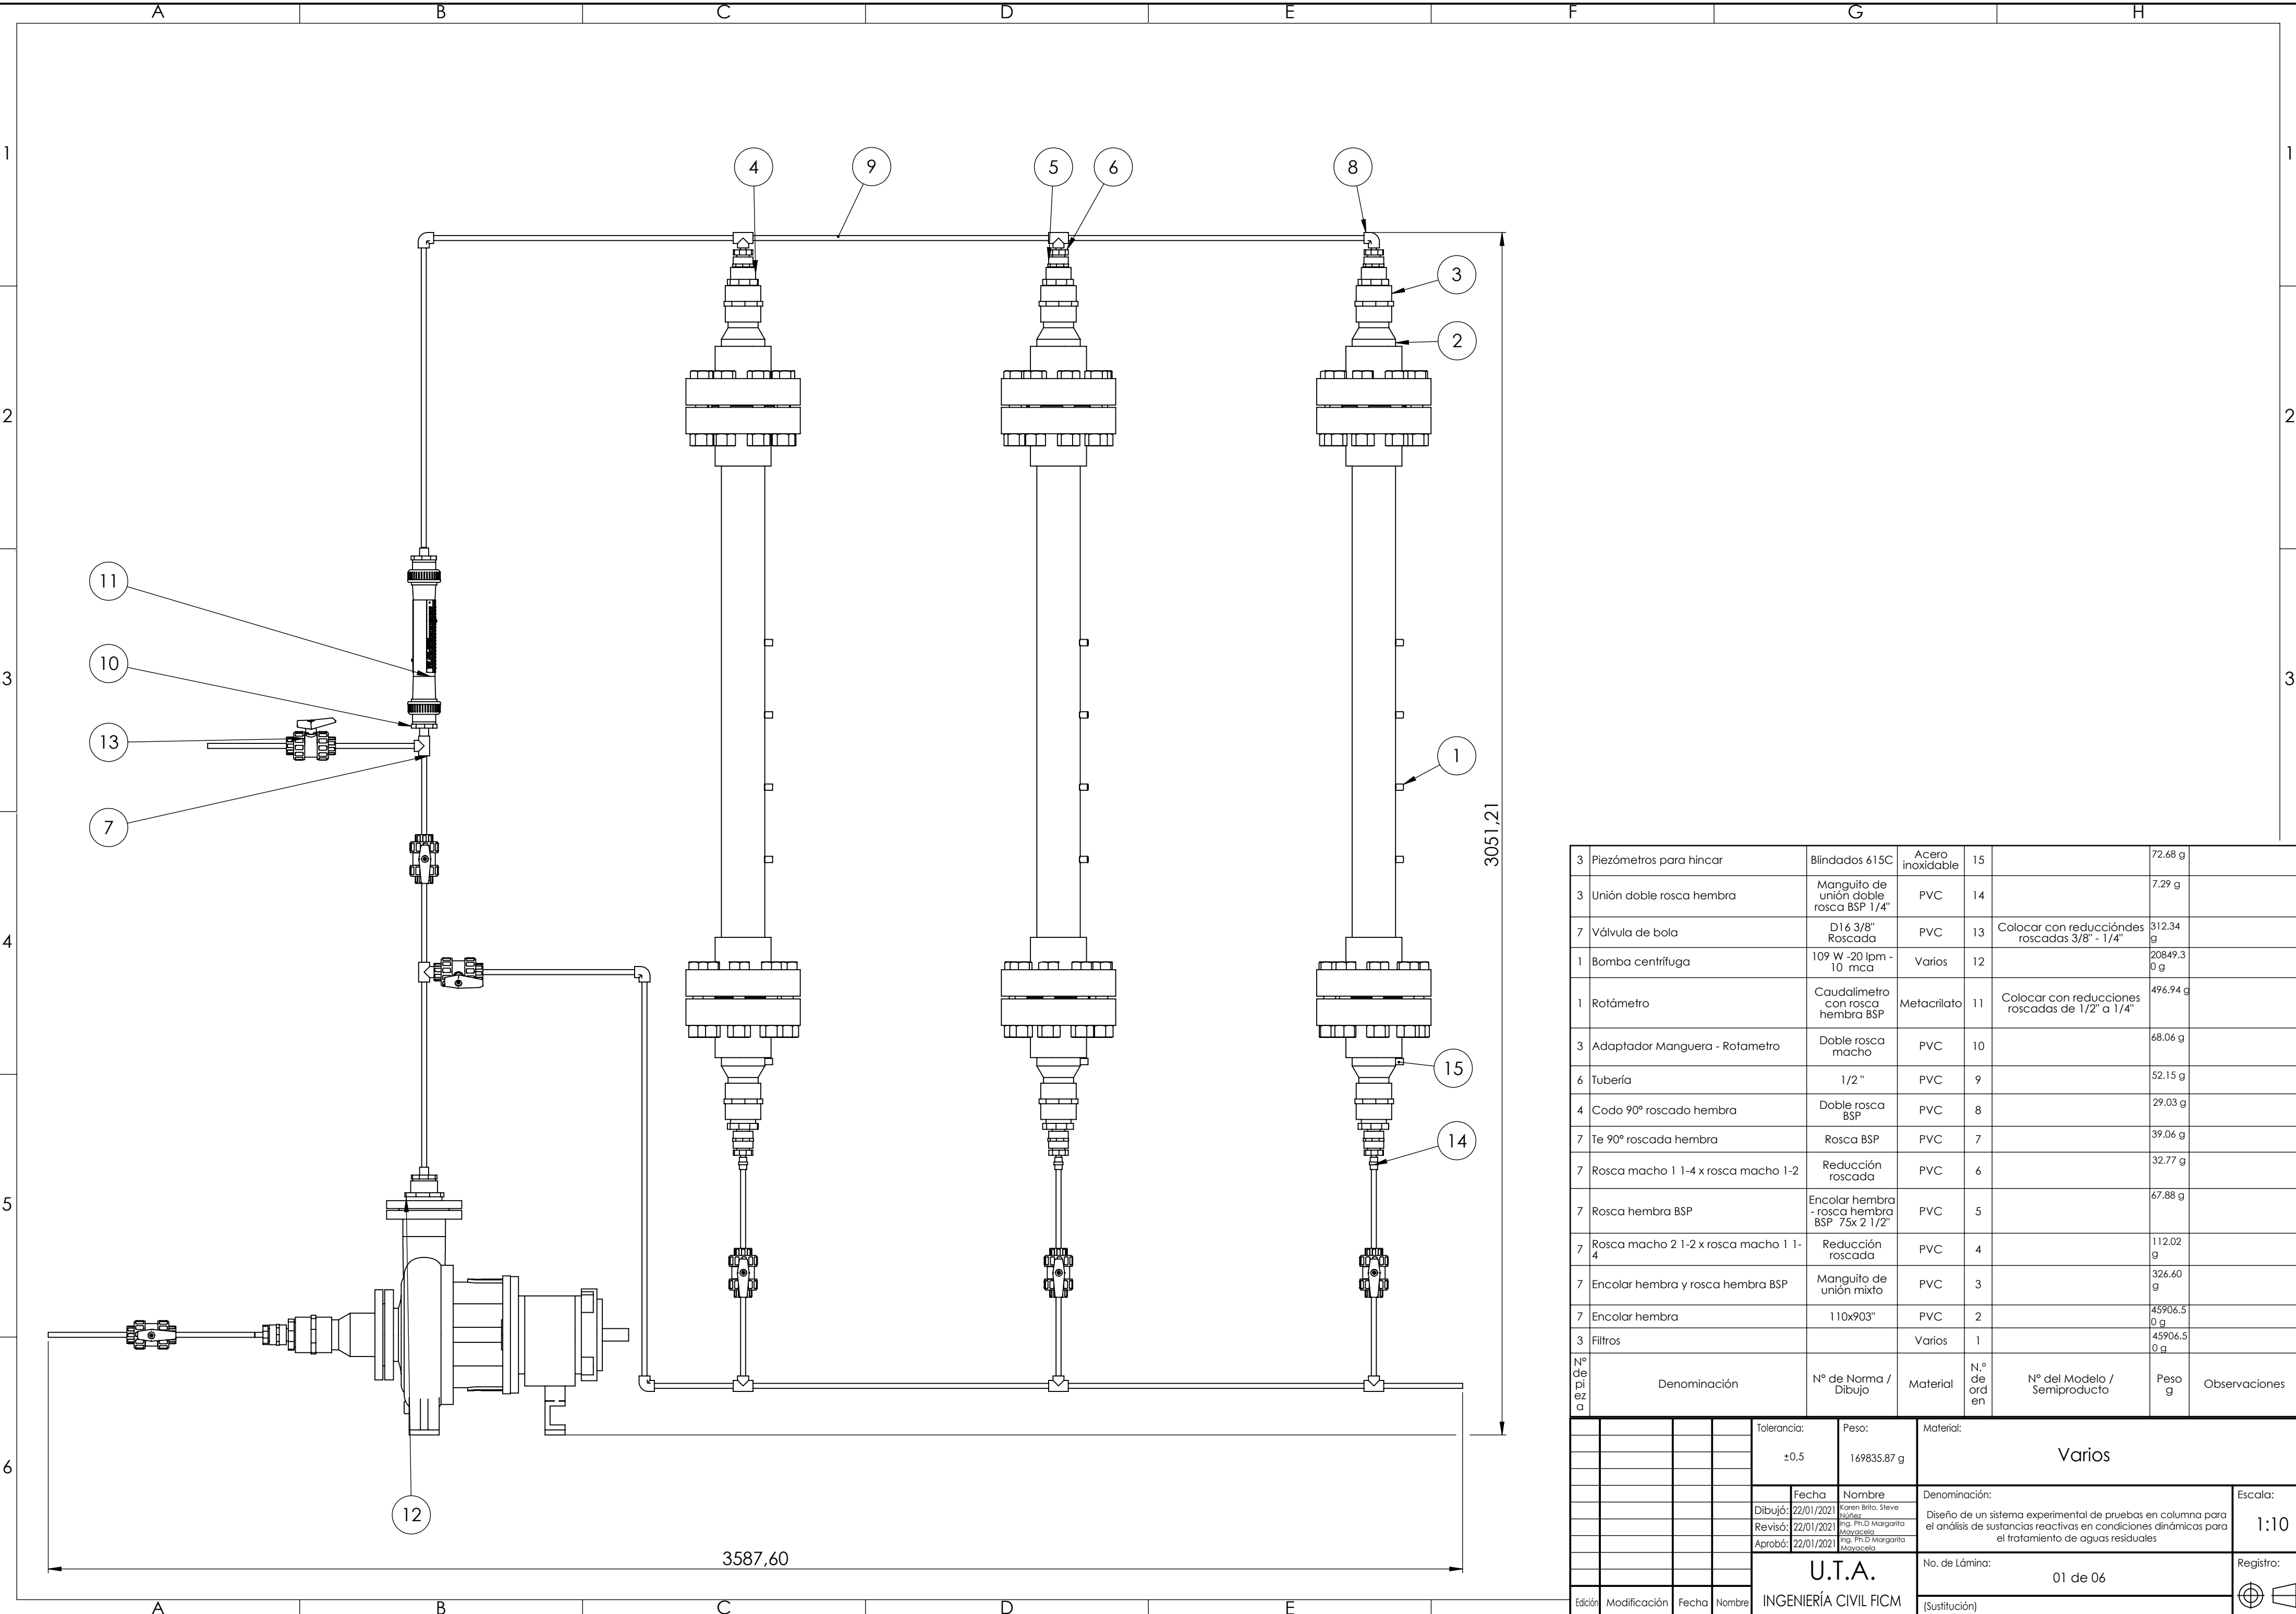 A B C D E F G H
1 1
4 9 5 6 8
3
2
2 2
11
10
3 3
13
1
7
3051,21
4
15
14
5
6
12
3587,60
A B C D E
3 Piezómetros para hincar Blindados 615C Acero inoxidable 15 72.68 g
3 Unión doble rosca hembra Manguito de unión doble rosca BSP 1/4" PVC 14 7.29 g
7 Válvula de bola D16 3/8" Roscada PVC 13 Colocar con reduccióndes roscadas 3/8" - 1/4" 312.34 g
1 Bomba centrífuga 109 W -20 lpm - 10 mca Varios 12 20849.30 g
1 Rotámetro Caudalimetro con rosca hembra BSP Metacrilato 11 Colocar con reducciones roscadas de 1/2" a 1/4" 496.94 g
3 Adaptador Manguera - Rotametro Doble rosca macho PVC 10 68.06 g
6 Tubería 1/2 " PVC 9 52.15 g
4 Codo 90° roscado hembra Doble rosca BSP PVC 8 29.03 g
7 Te 90° roscada hembra Rosca BSP PVC 7 39.06 g
7 Rosca macho 1 1-4 x rosca macho 1-2 Reducción roscada PVC 6 32.77 g
7 Rosca hembra BSP Encolar hembra - rosca hembra BSP 75x 2 1/2" PVC 5 67.88 g
7 Rosca macho 2 1-2 x rosca macho 1 1-4 Reducción roscada PVC 4 112.02 g
7 Encolar hembra y rosca hembra BSP Manguito de unión mixto PVC 3 326.60 g
7 Encolar hembra 110x903" PVC 2 45906.50 g
3 Filtros Varios 1 45906.50 g
N° de pieza Denominación N° de Norma / Dibujo Material N.° de orden N° del Modelo / Semiproducto Peso g Observaciones
Tolerancia: Peso: Material:
±0,5 169835.87 g Varios
Fecha Nombre
Dibujó: 22/01/2021 Karen Brito, Steve Núñez
Revisó: 22/01/2021 Ing. Ph.D Margarita Mayacela
Aprobó: 22/01/2021 Ing. Ph.D Margarita Mayacela
Denominación:
Diseño de un sistema experimental de pruebas en columna para
el análisis de sustancias reactivas en condiciones dinámicas para
el tratamiento de aguas residuales
Escala:
1:10
U.T.A.
INGENIERÍA CIVIL FICM
No. de Lámina:
01 de 06
Registro:
(Sustitución)
Edición Modificación Fecha Nombre